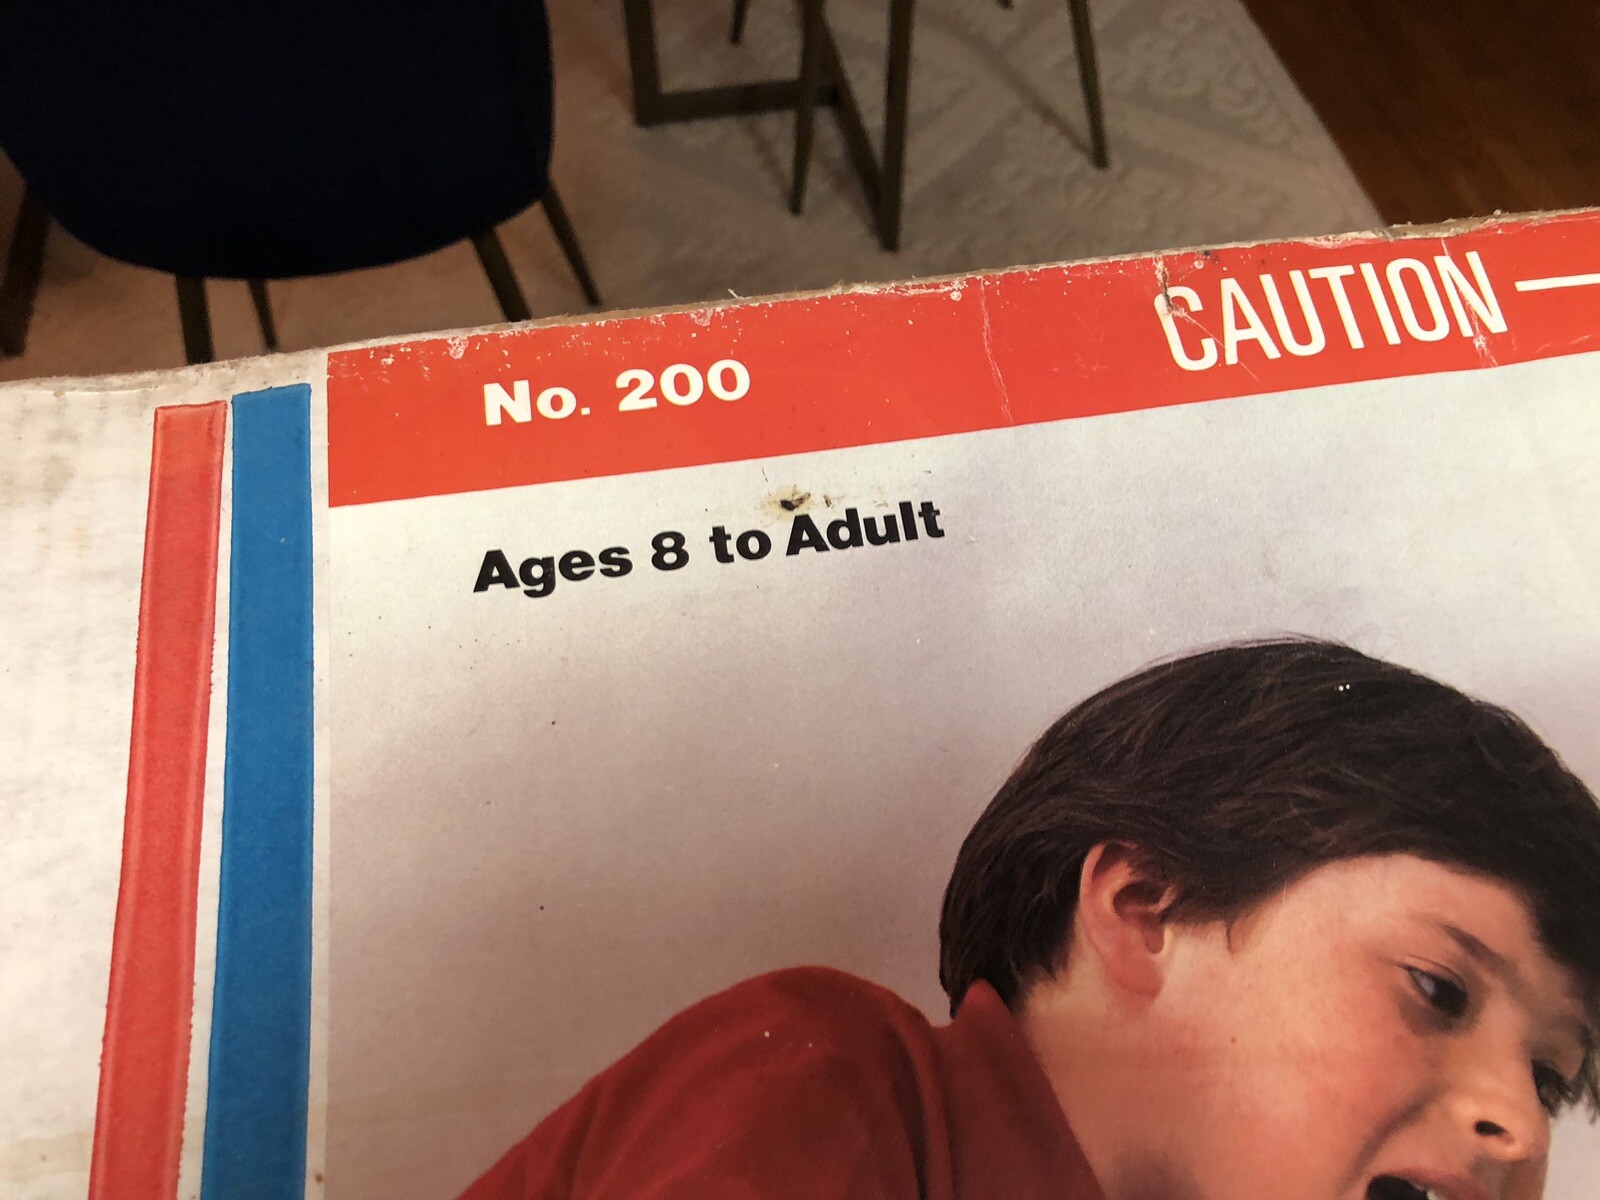 No. 200
CAUTION —
Ages 8 to Adult